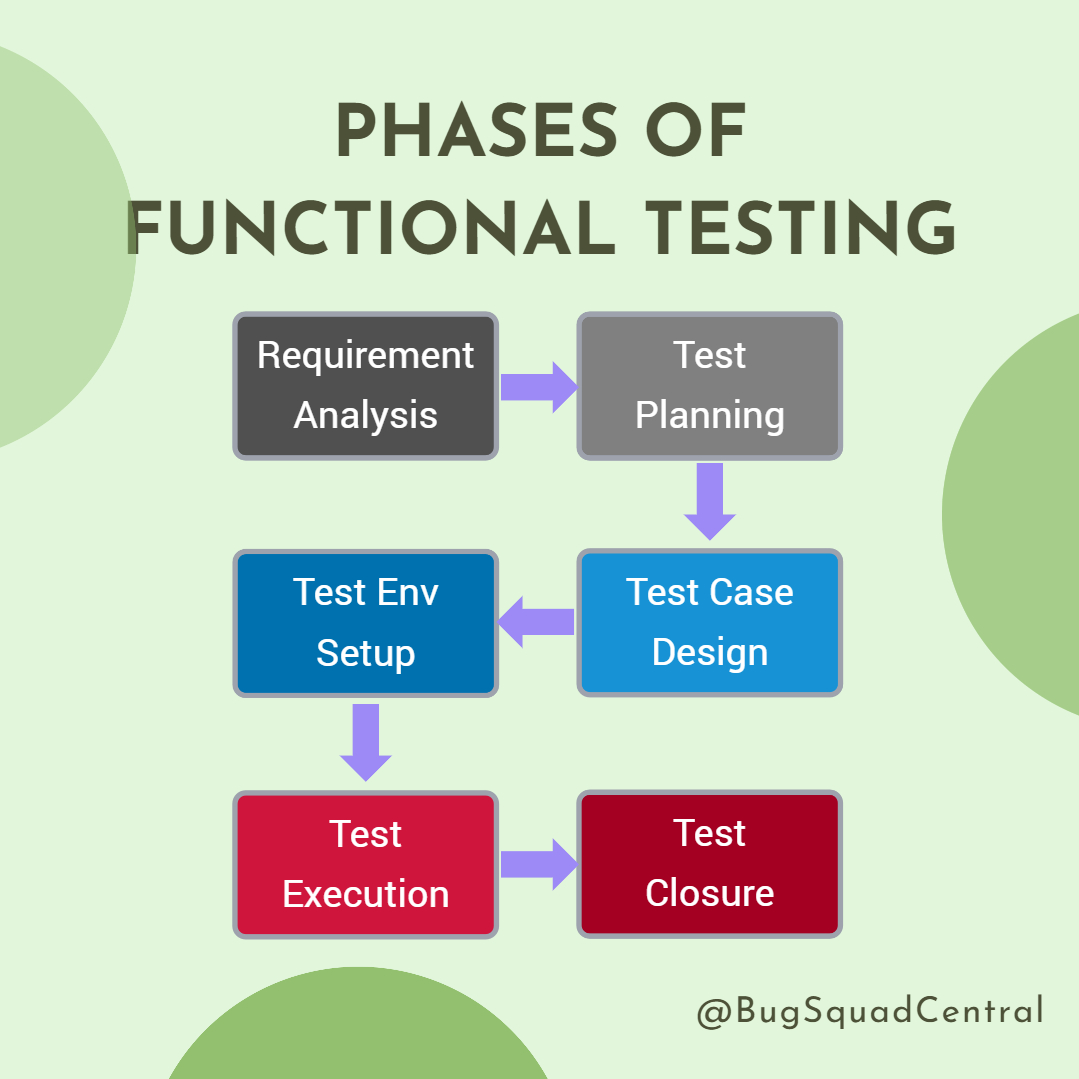 PHASES OF
FUNCTIONAL TESTING
Requirement
Analysis
Test
Planning
Test Case
Design
Test Env
Setup
Test
Execution
Test
Closure
@BugSquadCentral